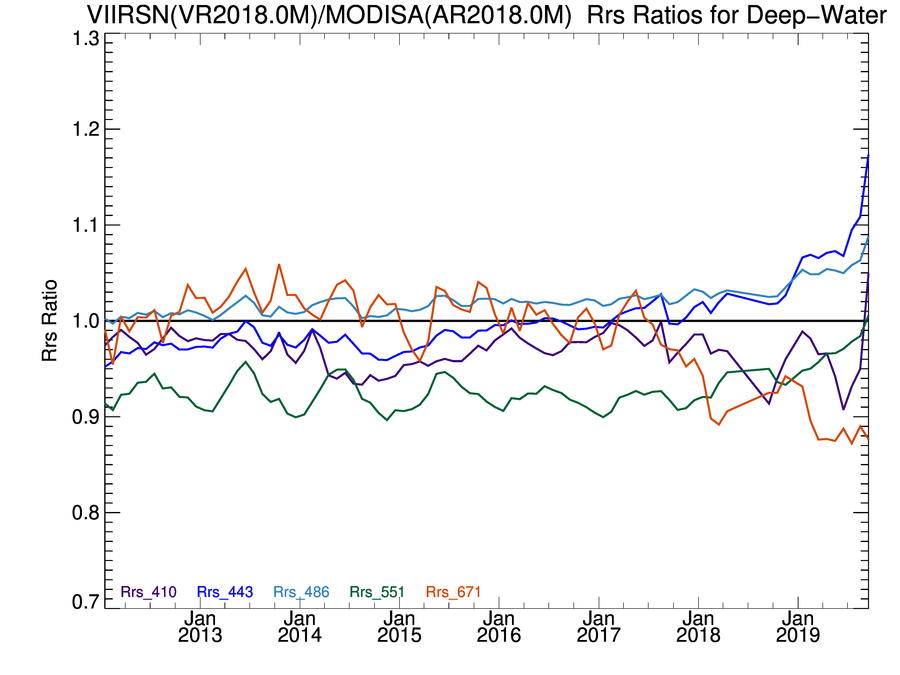 VIIRSN(VR2018.0M)/MODISA(AR2018.0M) Rrs Ratios for Deep−Water
1.3
1.2
1.1
1.0
0.9
0.8
0.7
Rrs Ratio
Rrs_410 Rrs_443 Rrs_486 Rrs_551 Rrs_671
Jan Jan Jan Jan Jan Jan Jan
2013 2014 2015 2016 2017 2018 2019